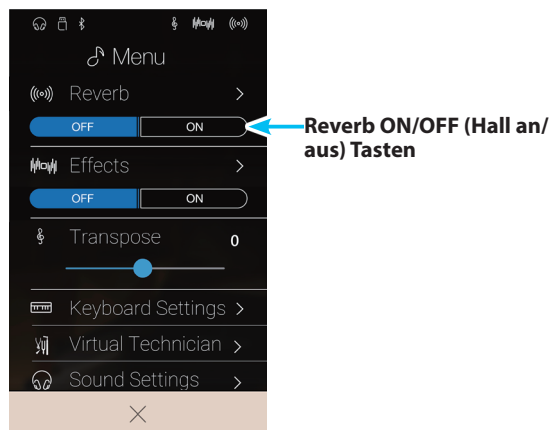 Menu
Reverb
OFF ON
Reverb ON/OFF (Hall an/
aus) Tasten
Effects
OFF ON
Transpose 0
Keyboard Settings
Virtual Technician
Sound Settings